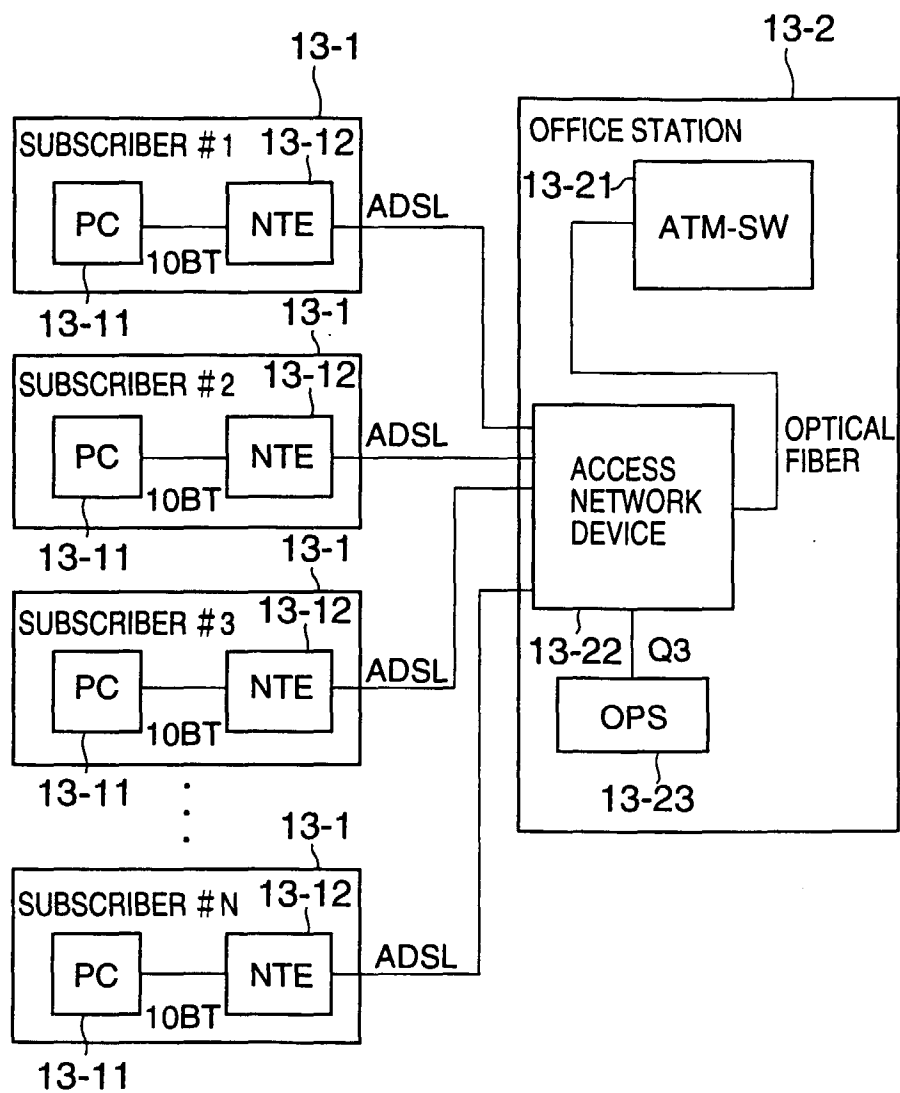 13-1
13-2
SUBSCRIBER #1
13-12
PC
NTE
10BT
ADSL
13-11
13-1
SUBSCRIBER #2
13-12
PC
NTE
10BT
ADSL
13-11
13-1
SUBSCRIBER #3
13-12
PC
NTE
10BT
ADSL
13-11
13-1
SUBSCRIBER #N
13-12
PC
NTE
10BT
ADSL
13-11
OFFICE STATION
13-21
ATM-SW
OPTICAL
FIBER
ACCESS
NETWORK
DEVICE
13-22
Q3
OPS
13-23